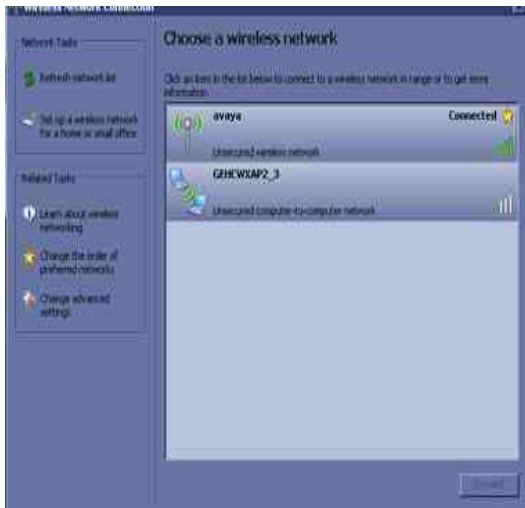 Wireless Network Connection
Network Tasks
Refresh network list
Set up a wireless network
for a home or small office
Related Tasks
Learn about wireless
networking
Change the order of
preferred networks
Change advanced
settings
Choose a wireless network
Click an item in the list below to connect to a wireless network in range or to get more
information.
avaya
Connected
Unsecured wireless network
GEHCWXAP2_3
Unsecured computer-to-computer network